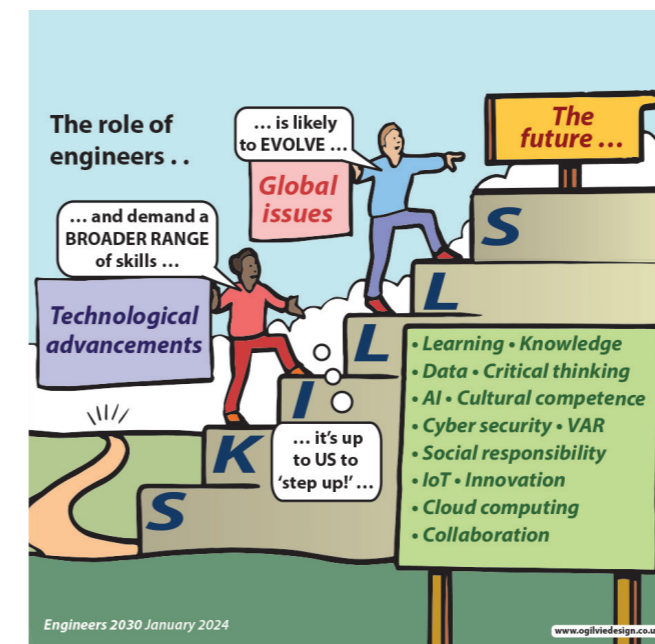 The role of
engineers . .
… is likely
to EVOLVE …
The
future …
Global
issues
… and demand a
BROADER RANGE
of skills …
Technological
advancements
S
L
L
I
K
S
… it's up
to US to
'step up!' …
• Learning • Knowledge
• Data • Critical thinking
• AI • Cultural competence
• Cyber security • VAR
• Social responsibility
• IoT • Innovation
• Cloud computing
• Collaboration
Engineers 2030 January 2024
www.ogilviedesign.co.u